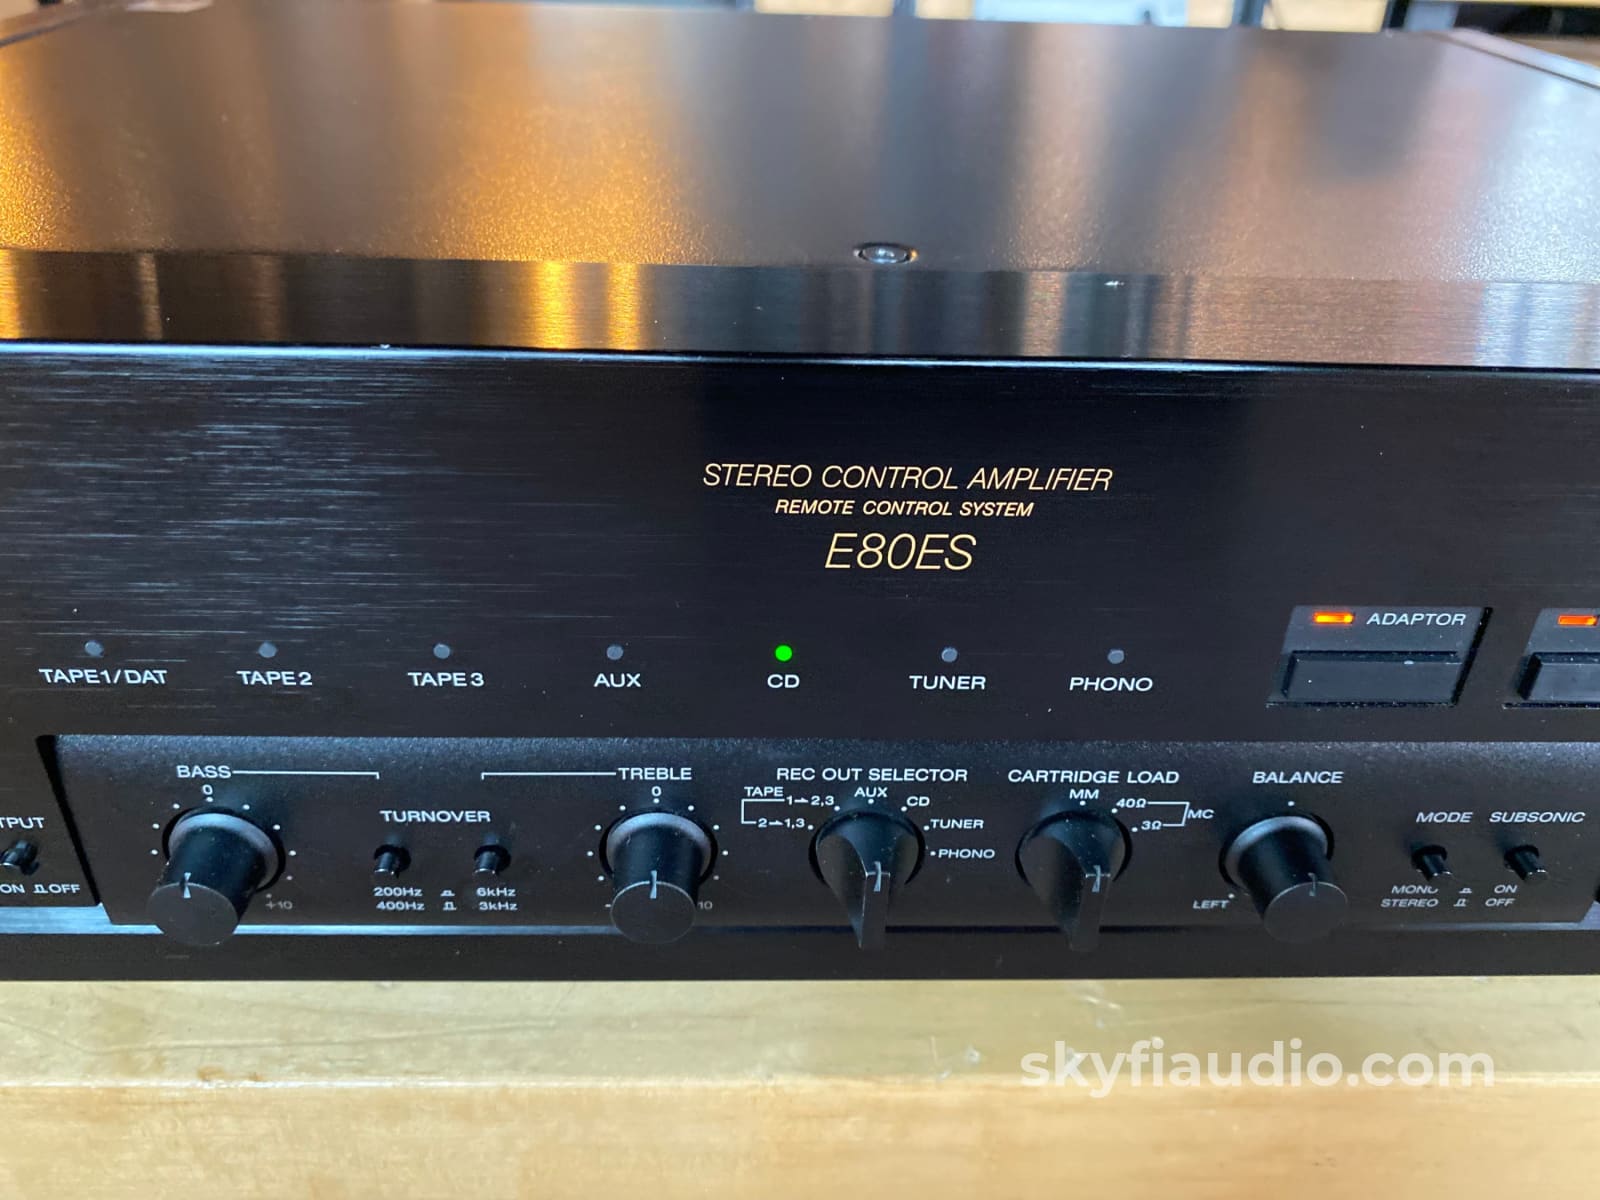 STEREO CONTROL AMPLIFIER
REMOTE CONTROL SYSTEM
E80ES
ADAPTOR
TAPE1/DAT TAPE2 TAPE3 AUX CD TUNER PHONO
BASS TREBLE REC OUT SELECTOR CARTRIDGE LOAD BALANCE
0 0 TAPE 1 2,3 AUX CD MM 40Ω MC
TURNOVER 2 1,3 TUNER 3Ω MODE SUBSONIC
PHONO
ON OFF 200Hz 6kHz MONO ON
+10 400Hz 3kHz 10 LEFT STEREO OFF
skyfiaudio.com